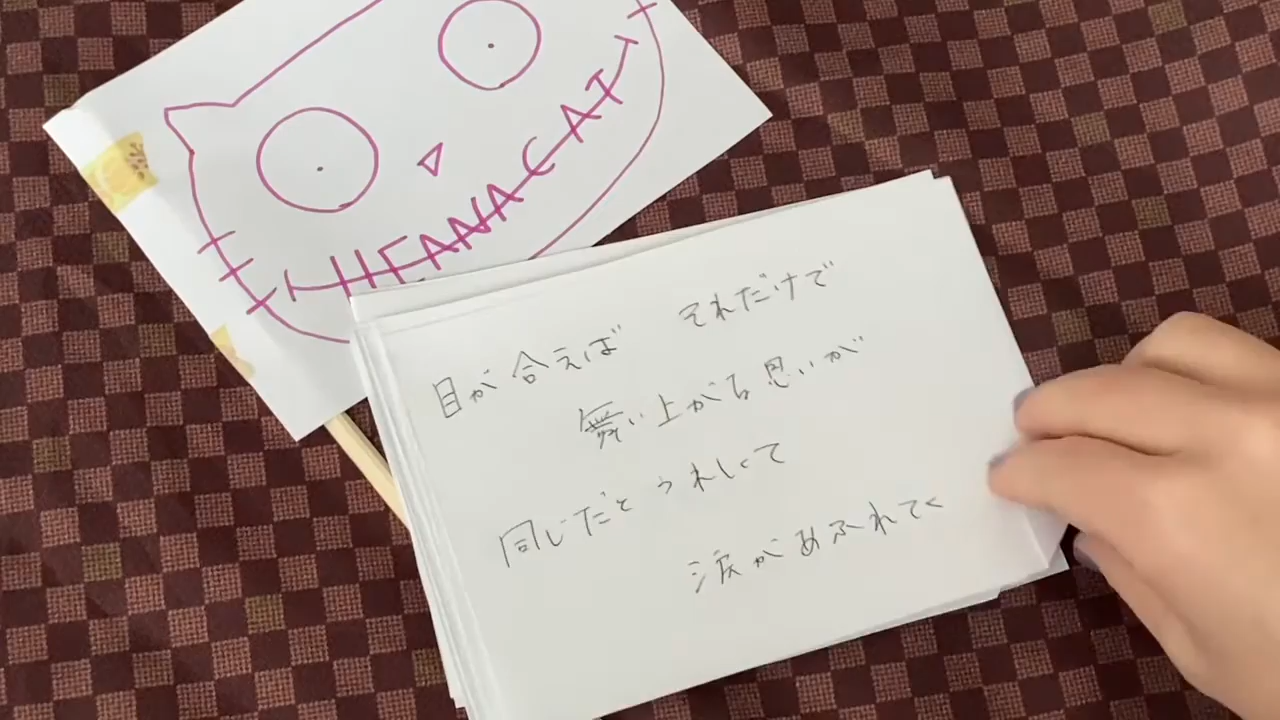 HENACAT
目が合えば それだけで
舞い上がる思いが
同じだと うれしくて
涙があふれてく